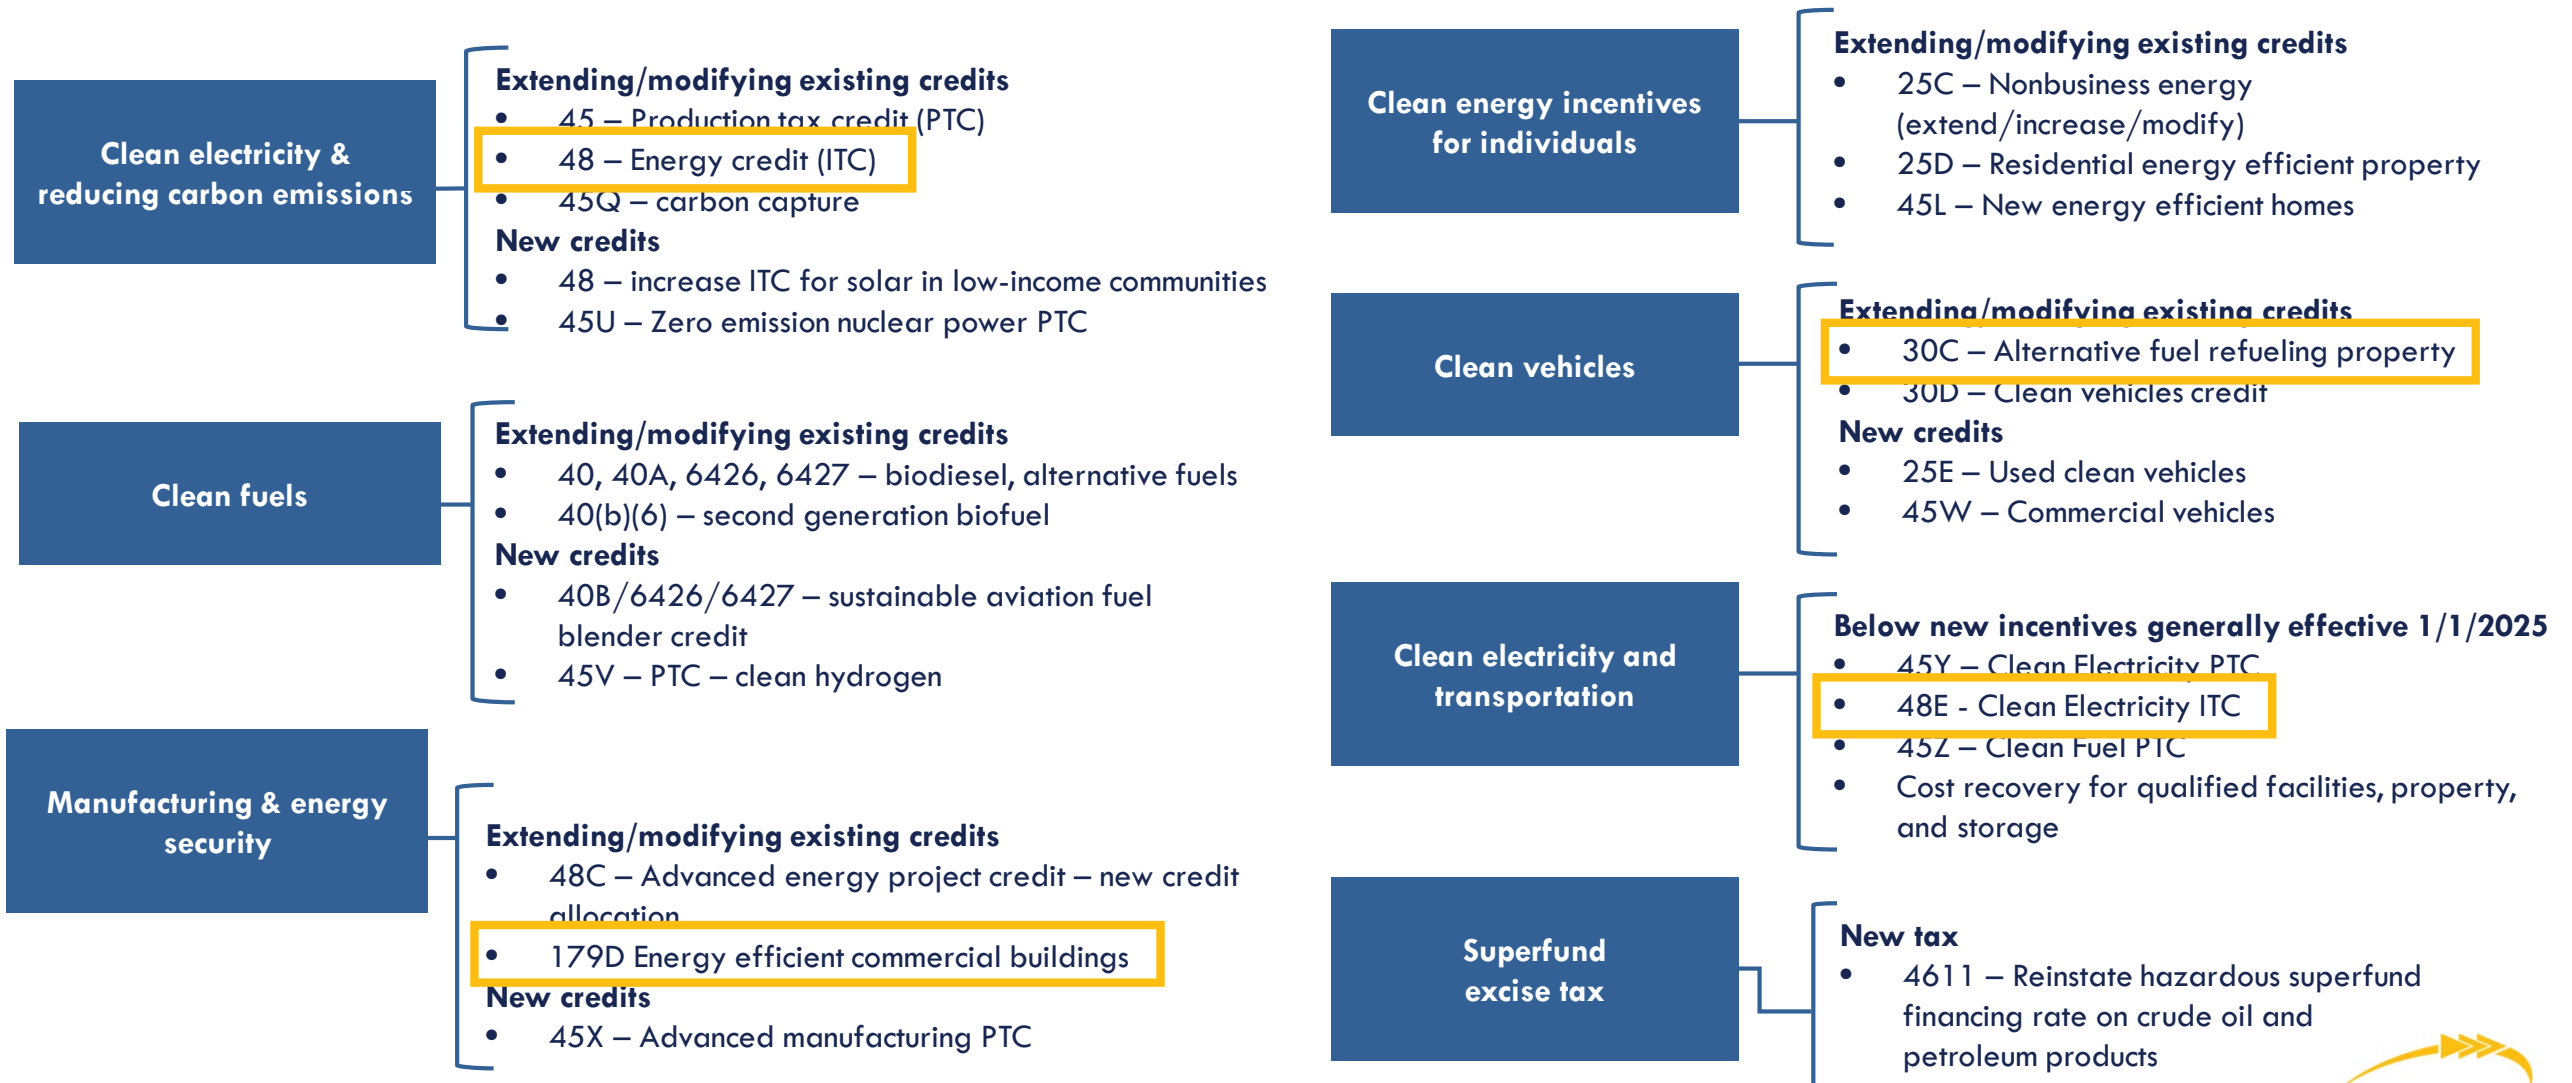 Clean electricity &
reducing carbon emissions
Extending/modifying existing credits
• 45 – Production tax credit (PTC)
• 48 – Energy credit (ITC)
• 45Q – carbon capture
New credits
• 48 – increase ITC for solar in low-income communities
• 45U – Zero emission nuclear power PTC
Clean fuels
Extending/modifying existing credits
• 40, 40A, 6426, 6427 – biodiesel, alternative fuels
• 40(b)(6) – second generation biofuel
New credits
• 40B/6426/6427 – sustainable aviation fuel
blender credit
• 45V – PTC – clean hydrogen
Manufacturing & energy
security
Extending/modifying existing credits
• 48C – Advanced energy project credit – new credit
allocation
• 179D Energy efficient commercial buildings
New credits
• 45X – Advanced manufacturing PTC
Clean energy incentives
for individuals
Extending/modifying existing credits
• 25C – Nonbusiness energy
(extend/increase/modify)
• 25D – Residential energy efficient property
• 45L – New energy efficient homes
Clean vehicles
Extending/modifying existing credits
• 30C – Alternative fuel refueling property
• 30D – Clean vehicles credit
New credits
• 25E – Used clean vehicles
• 45W – Commercial vehicles
Clean electricity and
transportation
Below new incentives generally effective 1/1/2025
• 45Y – Clean Electricity PTC
• 48E - Clean Electricity ITC
• 45Z – Clean Fuel PTC
• Cost recovery for qualified facilities, property,
and storage
Superfund
excise tax
New tax
• 4611 – Reinstate hazardous superfund
financing rate on crude oil and
petroleum products